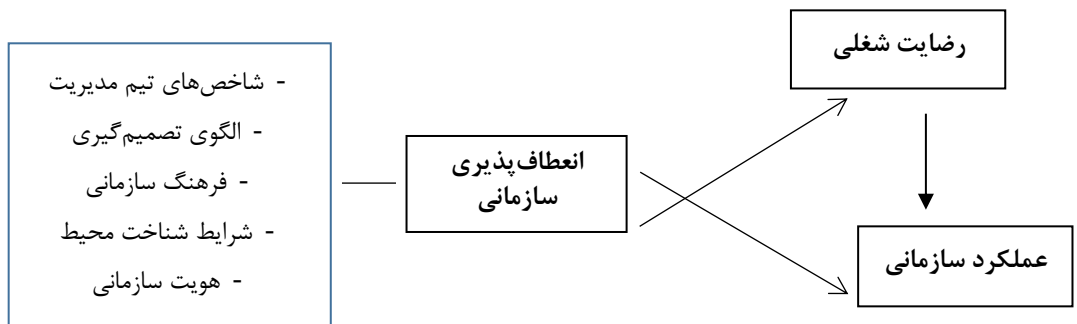 رضایت شغلی
- شاخص‌های تیم مدیریت
- الگوی تصمیم‌گیری
- فرهنگ سازمانی
- شرایط شناخت محیط
- هویت سازمانی
انعطاف‌پذیری
سازمانی
عملکرد سازمانی